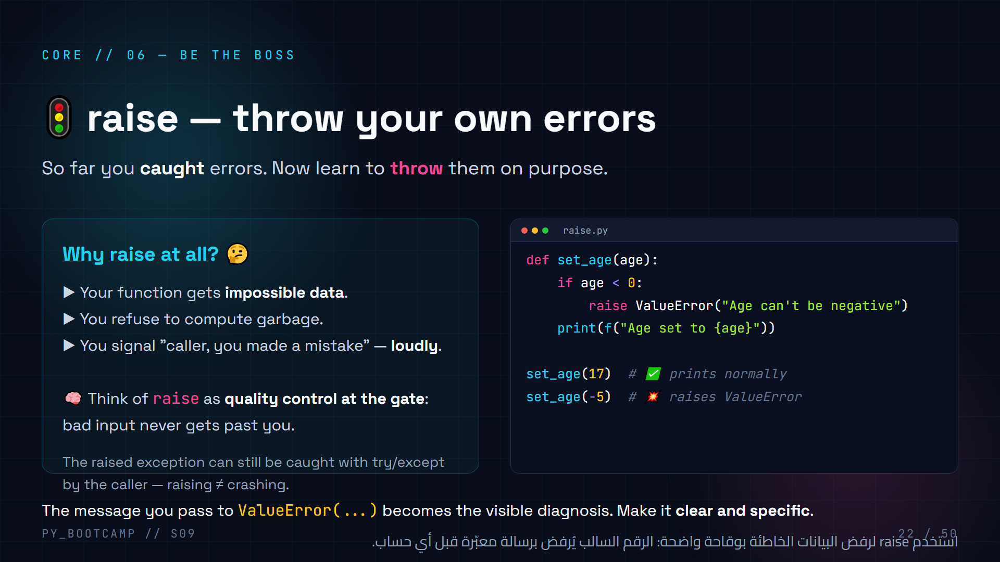 CORE // 06 — BE THE BOSS
🚦 raise — throw your own errors
So far you caught errors. Now learn to throw them on purpose.
Why raise at all? 🤔
▶ Your function gets impossible data.
▶ You refuse to compute garbage.
▶ You signal ”caller, you made a mistake” — loudly.
🧠 Think of raise as quality control at the gate:
bad input never gets past you.
The raised exception can still be caught with try/except
by the caller — raising ≠ crashing.
raise.py
def set_age(age):
    if age < 0:
        raise ValueError("Age can't be negative")
    print(f("Age set to {age}"))
set_age(17)  # ✅ prints normally
set_age(-5)  # 💥 raises ValueError
The message you pass to ValueError(...) becomes the visible diagnosis. Make it clear and specific.
PY_BOOTCAMP // S09
22 / 50
استخدم raise لرفض البيانات الخاطئة بوقاحة واضحة: الرقم السالب يُرفض برسالة معبّرة قبل أي حساب.